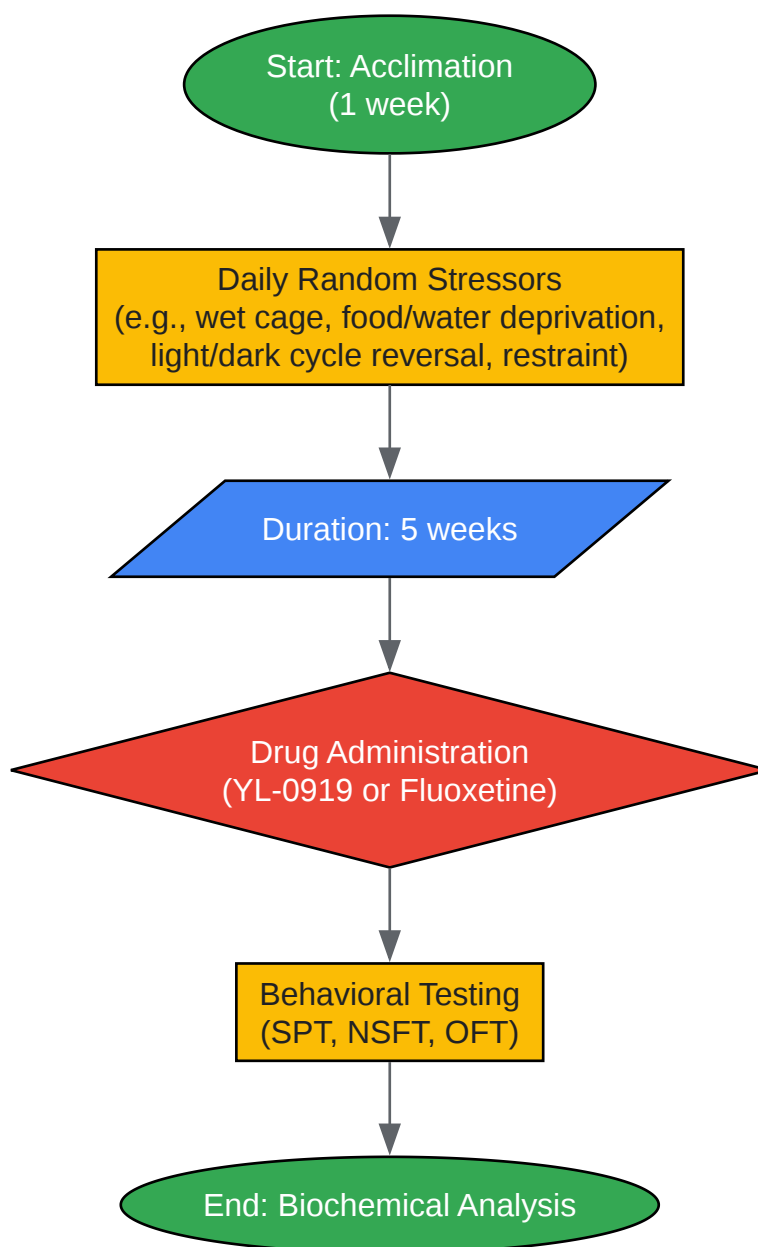 Start: Acclimation
(1 week)
Daily Random Stressors
(e.g., wet cage, food/water deprivation,
light/dark cycle reversal, restraint)
Duration: 5 weeks
Drug Administration
(YL-0919 or Fluoxetine)
Behavioral Testing
(SPT, NSFT, OFT)
End: Biochemical Analysis